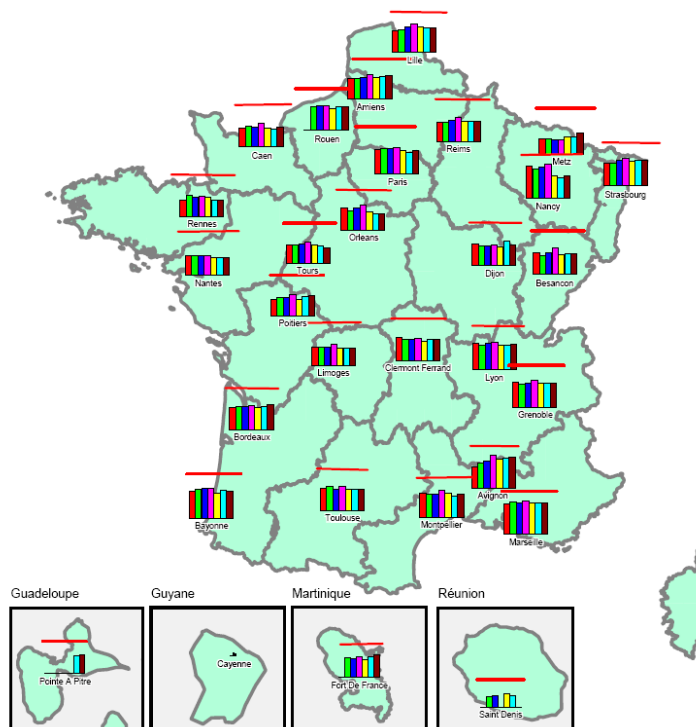 Lille
Amiens
Rouen
Caen
Reims
Metz
Paris
Nancy
Strasbourg
Rennes
Orleans
Tours
Dijon
Besancon
Nantes
Poitiers
Limoges
Clermont Ferrand
Lyon
Grenoble
Bordeaux
Avignon
Bayonne
Toulouse
Montpellier
Marseille
Guadeloupe
Guyane
Martinique
Réunion
Pointe A Pitre
Cayenne
Fort De France
Saint Denis